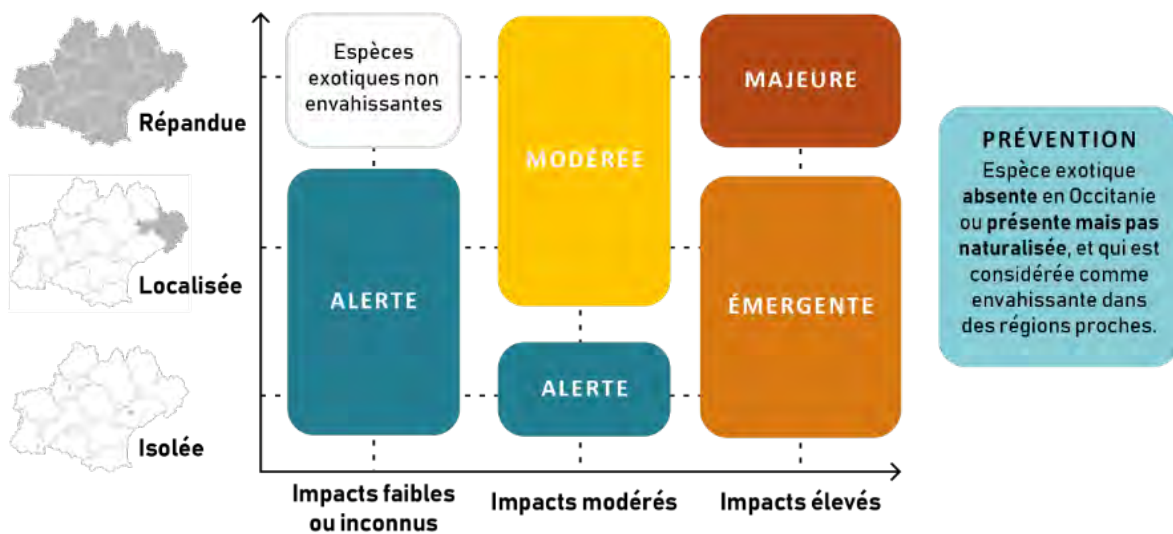 Répandue
Localisée
Isolée
Espèces
exotiques non
envahissantes
ALERTE
MODÉRÉE
ALERTE
MAJEURE
ÉMERGENTE
Impacts faibles
ou inconnus
Impacts modérés
Impacts élevés
PRÉVENTION
Espèce exotique
absente en Occitanie
ou présente mais pas
naturalisée, et qui est
considérée comme
envahissante dans
des régions proches.